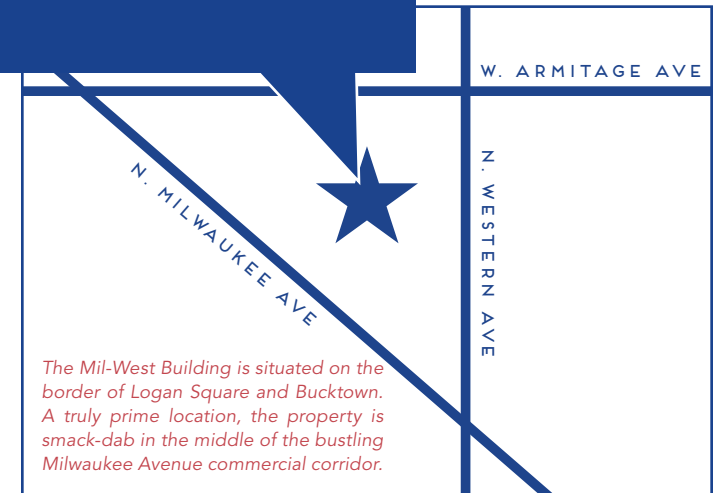 W. ARMITAGE AVE
N. WESTERN AVE
N. MILWAUKEE AVE
The Mil-West Building is situated on the
border of Logan Square and Bucktown.
A truly prime location, the property is
smack-dab in the middle of the bustling
Milwaukee Avenue commercial corridor.